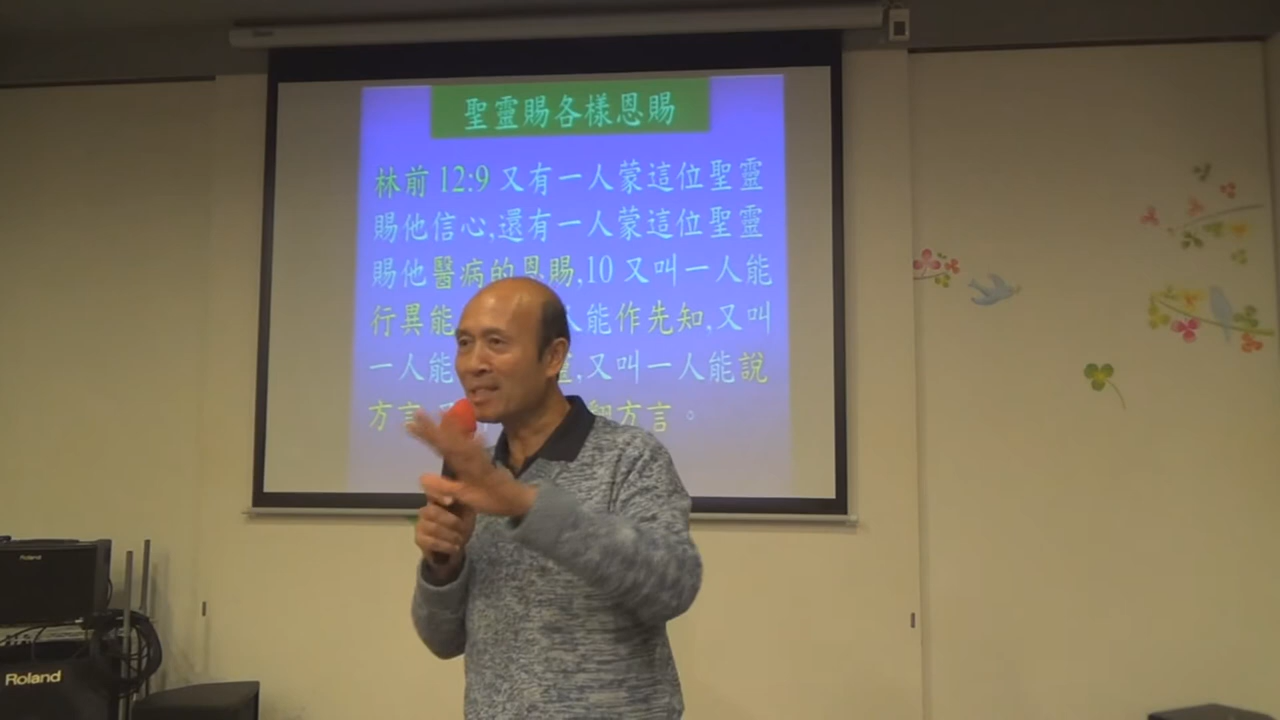 聖靈賜各樣恩賜
林前 12:9 又有一人蒙這位聖靈
賜他信心,還有一人蒙這位聖靈
賜他醫病的恩賜,10 又叫一人能
行異能 人能作先知,又叫
一人能 靈,又叫一人能說
方言 翻方言。
Roland
Roland